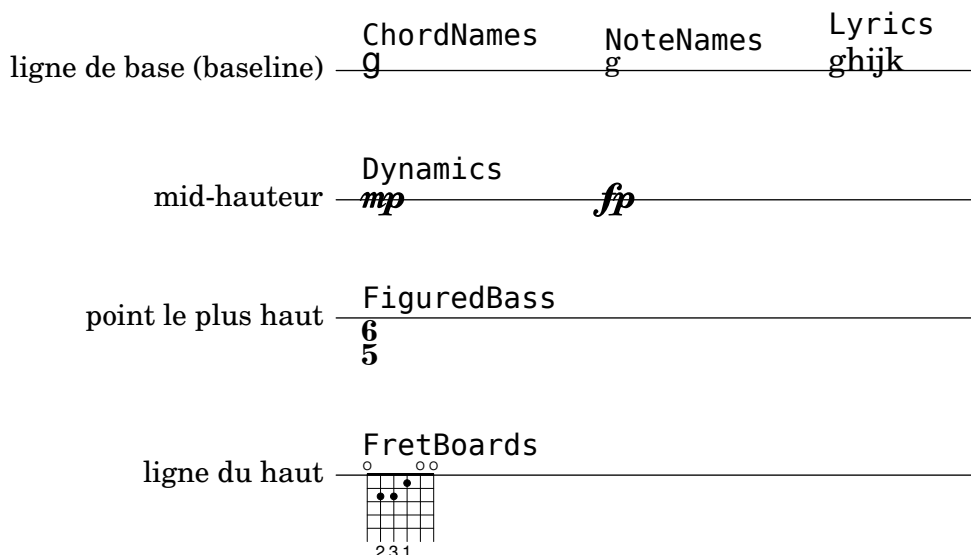 ChordNames NoteNames Lyrics
ligne de base (baseline) g g ghijk
Dynamics
mid-hauteur mp fp
FiguredBass
point le plus haut
6
5
FretBoards
o o o
ligne du haut
231